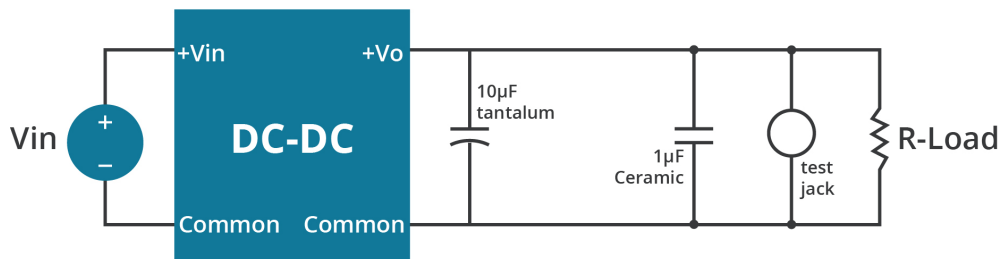 +Vin
+Vo
10μF
tantalum
Vin
+
−
DC-DC
R-Load
1μF
Ceramic
test
jack
Common
Common